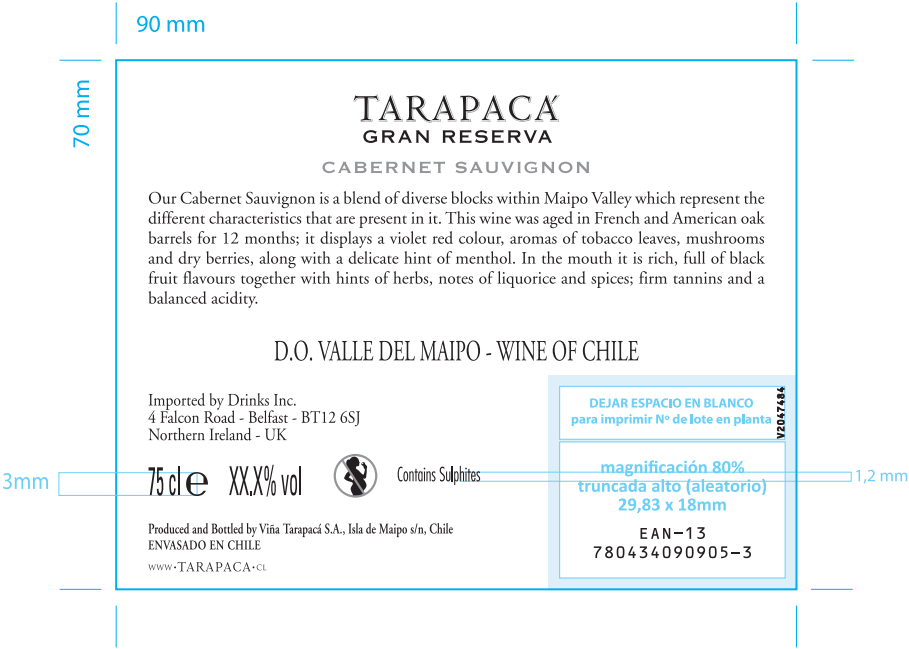 90 mm
70 mm
TARAPACÁ
GRAN RESERVA
CABERNET SAUVIGNON
Our Cabernet Sauvignon is a blend of diverse blocks within Maipo Valley which represent the
different characteristics that are present in it. This wine was aged in French and American oak
barrels for 12 months; it displays a violet red colour, aromas of tobacco leaves, mushrooms
and dry berries, along with a delicate hint of menthol. In the mouth it is rich, full of black
fruit flavours together with hints of herbs, notes of liquorice and spices; firm tannins and a
balanced acidity.
D.O. VALLE DEL MAIPO - WINE OF CHILE
Imported by Drinks Inc.
4 Falcon Road - Belfast - BT12 6SJ
Northern Ireland - UK
DEJAR ESPACIO EN BLANCO
para imprimir Nº de lote en planta
V2047484
3mm
75 cl e XX.X% vol
Contains Sulphites
1,2 mm
magnificación 80%
truncada alto (aleatorio)
29,83 x 18mm
EAN-13
780434090905-3
Produced and Bottled by Viña Tarapacá S.A., Isla de Maipo s/n, Chile
ENVASADO EN CHILE
WWW•TARAPACA•CL